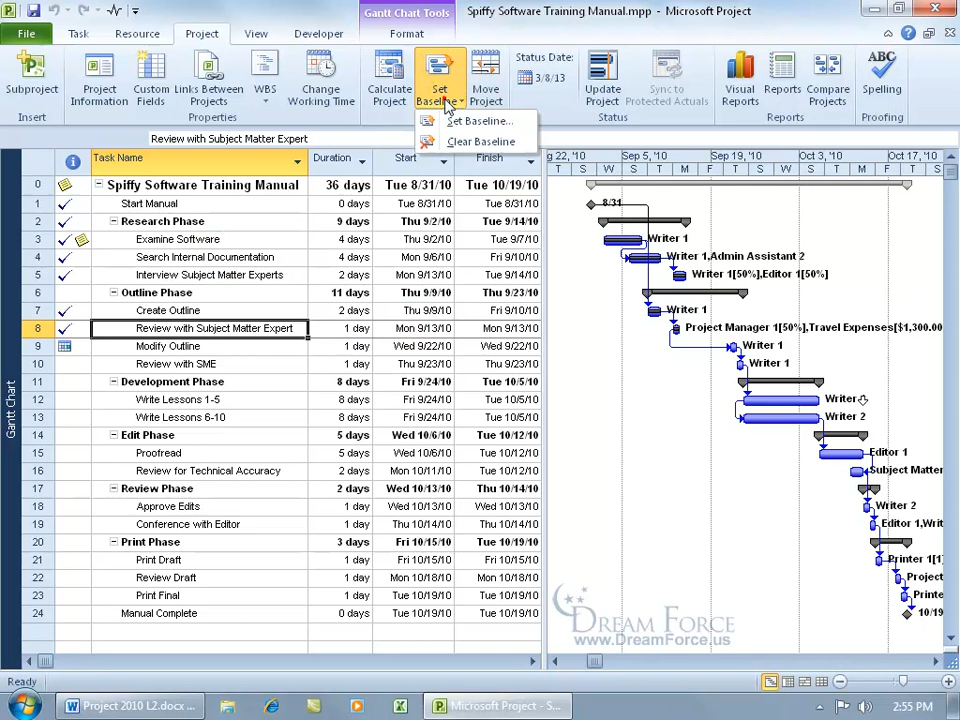 Gantt Chart Tools
Spiffy Software Training Manual.mpp - Microsoft Project
File Task Resource Project View Developer Format
Subproject
Project Information
Custom Fields
Links Between Projects
WBS
Change Working Time
Calculate Project
Set Baseline
Move Project
Status Date:
3/8/13
Update Project
Sync to Protected Actuals
Visual Reports
Reports
Compare Projects
ABC
Spelling
Insert Properties Status Reports Proofing
Set Baseline...
Clear Baseline
Review with Subject Matter Expert
Task Name Duration Start Finish
22, '10 Sep 5, '10 Sep 19, '10 Oct 3, '10 Oct 17, '10
T S W S T M F T S W S T M F T
0 Spiffy Software Training Manual 36 days Tue 8/31/10 Tue 10/19/10
1 Start Manual 0 days Tue 8/31/10 Tue 8/31/10 8/31
2 Research Phase 9 days Thu 9/2/10 Tue 9/14/10
3 Examine Software 4 days Thu 9/2/10 Tue 9/7/10 Writer 1
4 Search Internal Documentation 4 days Mon 9/6/10 Fri 9/10/10 Writer 1,Admin Assistant 2
5 Interview Subject Matter Experts 2 days Mon 9/13/10 Tue 9/14/10 Writer 1[50%],Editor 1[50%]
6 Outline Phase 11 days Thu 9/9/10 Thu 9/23/10
7 Create Outline 2 days Thu 9/9/10 Fri 9/10/10 Writer 1
8 Review with Subject Matter Expert 1 day Mon 9/13/10 Mon 9/13/10 Project Manager 1[50%],Travel Expenses[$1,300.00
9 Modify Outline 1 day Wed 9/22/10 Wed 9/22/10 Writer 1
10 Review with SME 1 day Thu 9/23/10 Thu 9/23/10 Writer 1
11 Development Phase 8 days Fri 9/24/10 Tue 10/5/10
12 Write Lessons 1-5 8 days Fri 9/24/10 Tue 10/5/10 Writer
13 Write Lessons 6-10 8 days Fri 9/24/10 Tue 10/5/10 Writer 2
14 Edit Phase 5 days Wed 10/6/10 Tue 10/12/10
15 Proofread 5 days Wed 10/6/10 Tue 10/12/10 Editor 1
16 Review for Technical Accuracy 2 days Mon 10/11/10 Tue 10/12/10 Subject Matter
17 Review Phase 2 days Wed 10/13/10 Thu 10/14/10
18 Approve Edits 1 day Wed 10/13/10 Wed 10/13/10 Writer 2
19 Conference with Editor 1 day Thu 10/14/10 Thu 10/14/10 Editor 1,Writ
20 Print Phase 3 days Fri 10/15/10 Tue 10/19/10
21 Print Draft 1 day Fri 10/15/10 Fri 10/15/10 Printer 1[1]
22 Review Draft 1 day Mon 10/18/10 Mon 10/18/10 Project
23 Print Final 1 day Tue 10/19/10 Tue 10/19/10 Printe
24 Manual Complete 0 days Tue 10/19/10 Tue 10/19/10 10/19
Gantt Chart
DREAM FORCE
www.DreamForce.us
Ready
Project 2010 L2.docx ...
Microsoft Project - S...
2:55 PM